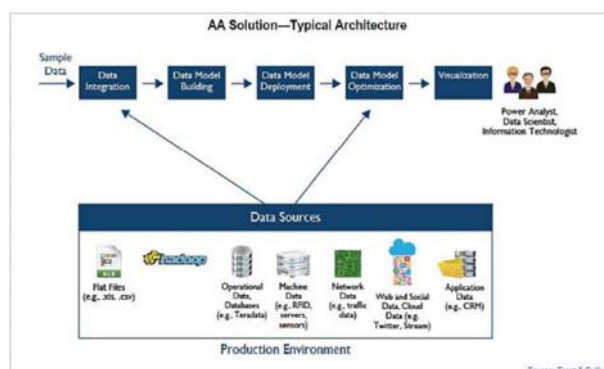 AA Solution—Typical Architecture
Sample
Data
Data
Integration
Data Model
Building
Data Model
Deployment
Data Model
Optimization
Visualization
Power Analyst,
Data Scientist,
Information Technologist
Data Sources
XLS
hadoop
Flat Files
(e.g., .xls, .csv)
Operational
Data,
Databases
(e.g., Teradata)
Machine
Data
(e.g., RFID,
servers,
sensors)
Network
Data
(e.g., traffic
data)
Web and Social
Data, Cloud
Data (e.g.
Twitter, Stream)
Application
Data
(e.g., CRM)
Production Environment